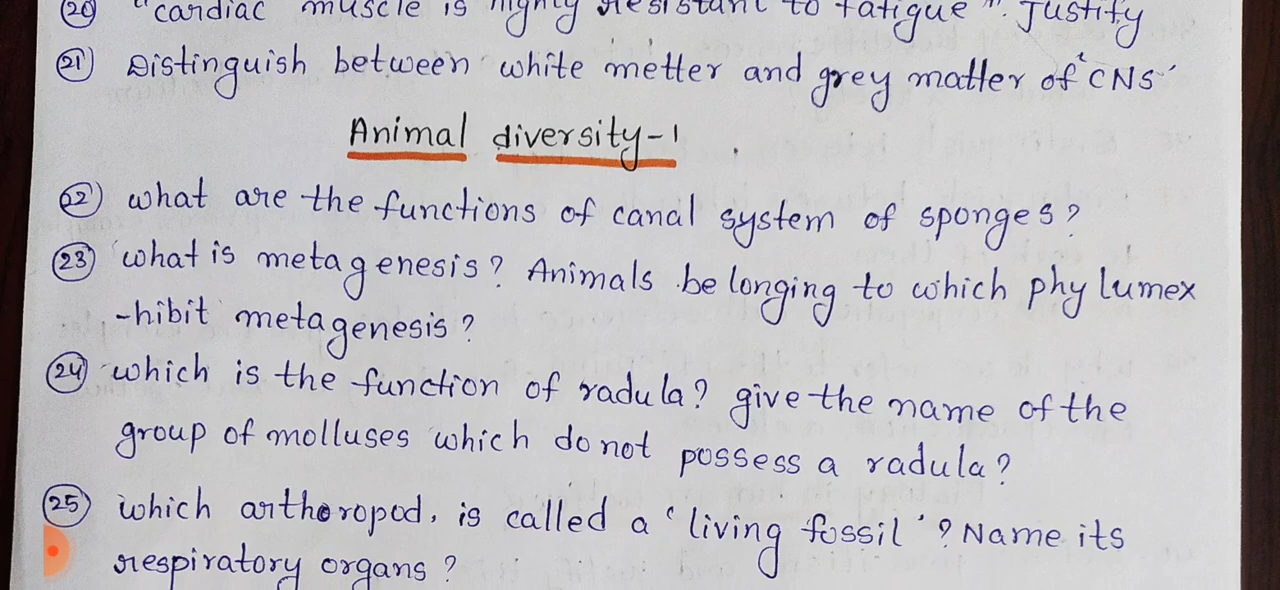 (20) "cardiac muscle is highly resistant to fatigue". Justify
(21) Distinguish between white metter and grey matter of 'CNS'
Animal diversity-1.
(22) what are the functions of canal system of sponges?
(23) what is metagenesis? Animals belonging to which phylumex
-hibit metagenesis?
(24) which is the function of radula? give the name of the
group of molluses which do not possess a radula?
(25) which arthoropod, is called a 'living fossil'? Name its
respiratory organs?